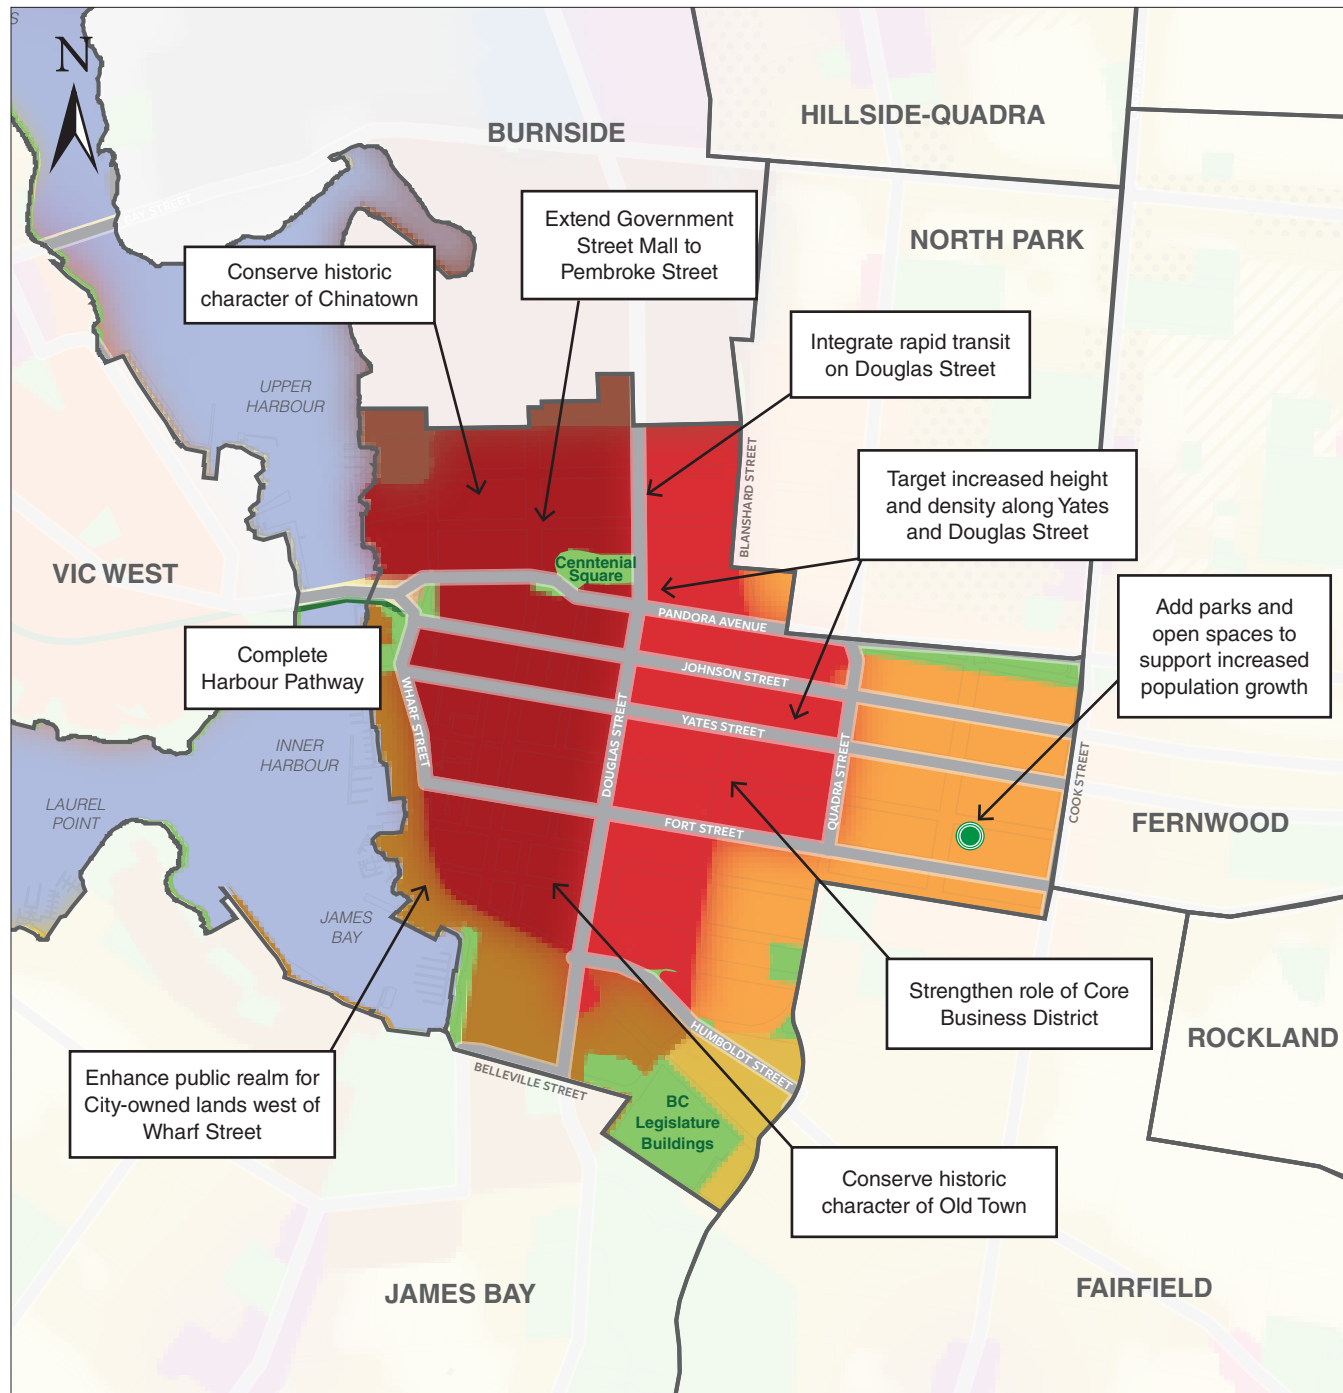 S
N
BURNSIDE
HILLSIDE-QUADRA
NORTH PARK
BAY STREET
Conserve historic
character of Chinatown
Extend Government
Street Mall to
Pembroke Street
Integrate rapid transit
on Douglas Street
UPPER
HARBOUR
BLANSHARD STREET
Target increased height
and density along Yates
and Douglas Street
VIC WEST
Cenntenial
Square
PANDORA AVENUE
Add parks and
open spaces to
support increased
population growth
Complete
Harbour Pathway
JOHNSON STREET
WHARF STREET
YATES STREET
DOUGLAS STREET
QUADRA STREET
COOK STREET
INNER
HARBOUR
LAUREL
POINT
FORT STREET
FERNWOOD
JAMES
BAY
Strengthen role of Core
Business District
ROCKLAND
HUMBOLDT STREET
BELLEVILLE STREET
Enhance public realm for
City-owned lands west of
Wharf Street
BC
Legislature
Buildings
Conserve historic
character of Old Town
JAMES BAY
FAIRFIELD